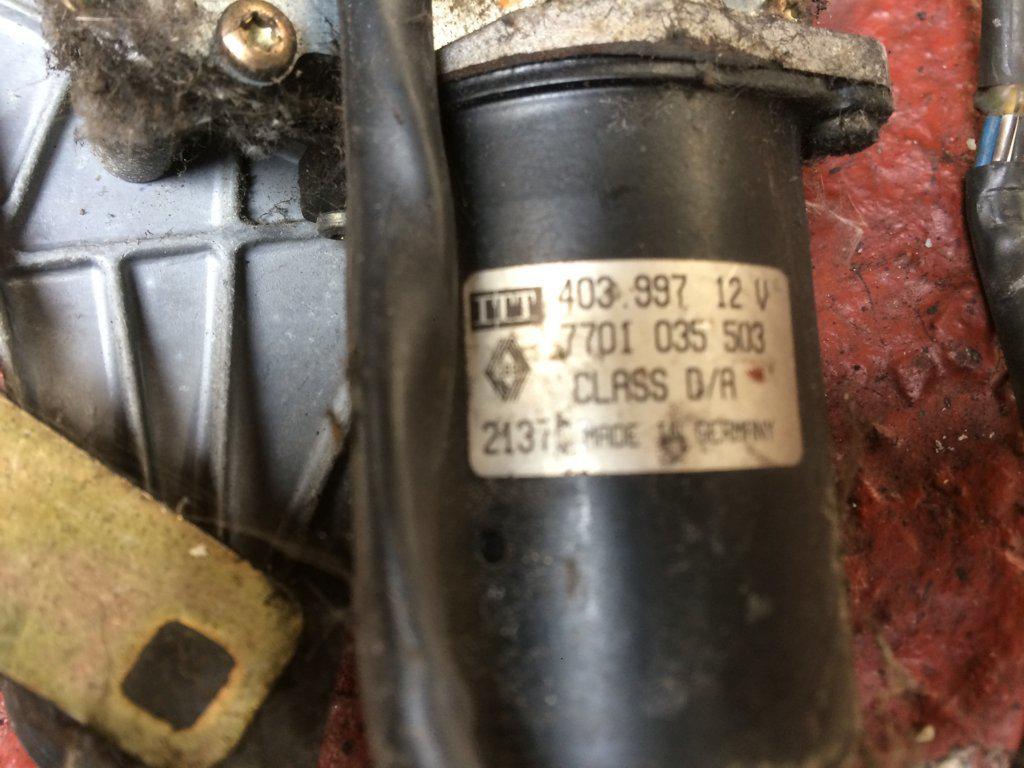 ITT 403.997 12 V
7701 035 503
CLASS D/A
2137 MADE IN GERMANY